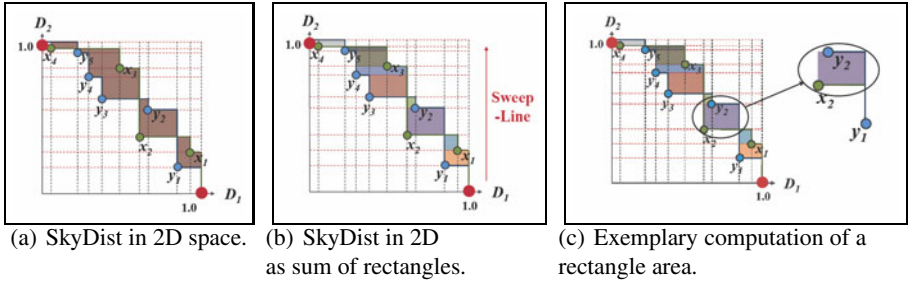 D₂
1.0
x₄
y₅
x₃
y₄
y₃
y₂
x₂
x₁
y₁
1.0
D₁
(a) SkyDist in 2D space.
D₂
1.0
x₄
y₅
x₃
y₄
y₃
y₂
x₂
x₁
y₁
1.0
D₁
Sweep
-Line
(b) SkyDist in 2D
as sum of rectangles.
D₂
1.0
x₄
y₅
x₃
y₄
y₃
y₂
x₂
x₁
y₁
1.0
D₁
y₂
x₂
y₁
(c) Exemplary computation of a
rectangle area.